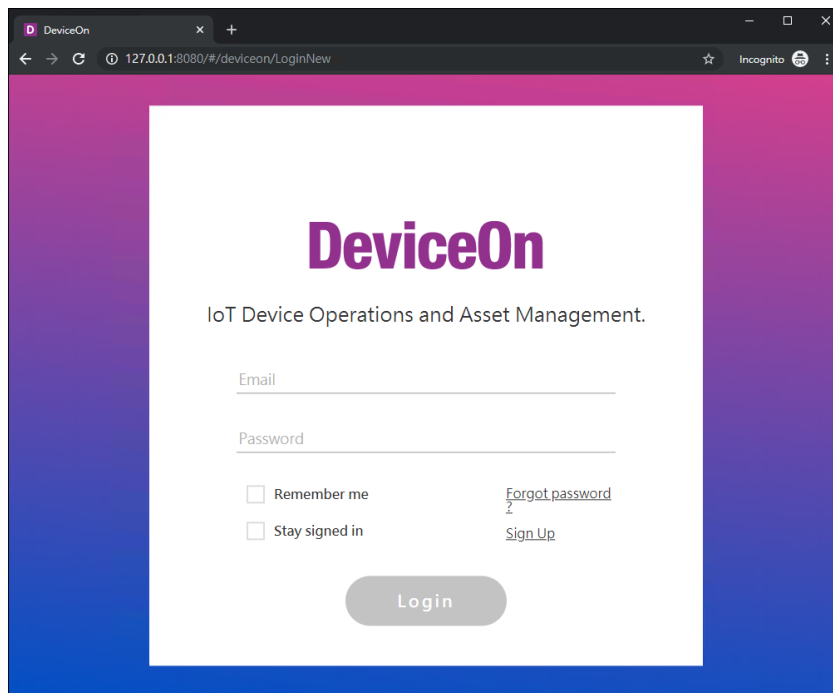 D DeviceOn
127.0.0.1:8080/#/deviceon/LoginNew
Incognito
DeviceOn
IoT Device Operations and Asset Management.
Email
Password
Remember me
Forgot password
?
Stay signed in
Sign Up
Login